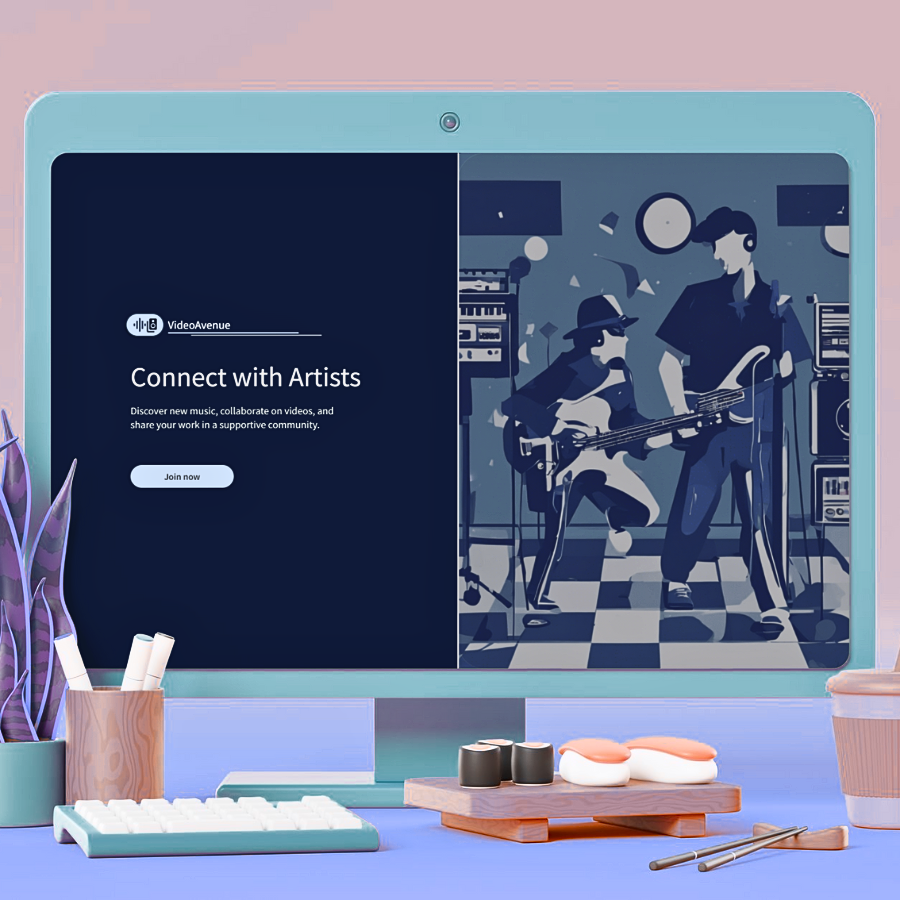 VideoAvenue
Connect with Artists
Discover new music, collaborate on videos, and
share your work in a supportive community.
Join now